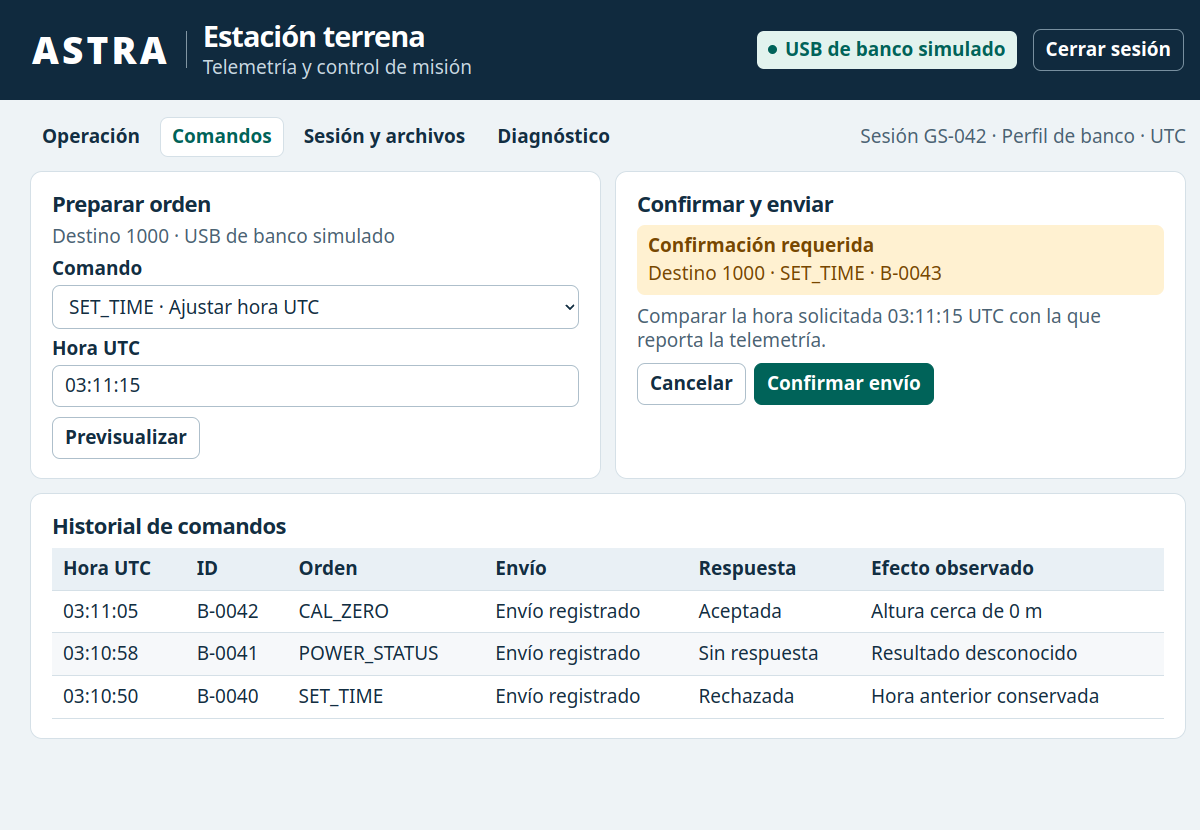 ASTRA
Estación terrena
Telemetría y control de misión
USB de banco simulado
Cerrar sesión
Operación
Comandos
Sesión y archivos
Diagnóstico
Sesión GS-042 · Perfil de banco · UTC
Preparar orden
Destino 1000 · USB de banco simulado
Comando
SET_TIME · Ajustar hora UTC
Hora UTC
03:11:15
Previsualizar
Confirmar y enviar
Confirmación requerida
Destino 1000 · SET_TIME · B-0043
Comparar la hora solicitada 03:11:15 UTC con la que
reporta la telemetría.
Cancelar
Confirmar envío
Historial de comandos
Hora UTC ID Orden Envío Respuesta Efecto observado
03:11:05 B-0042 CAL_ZERO Envío registrado Aceptada Altura cerca de 0 m
03:10:58 B-0041 POWER_STATUS Envío registrado Sin respuesta Resultado desconocido
03:10:50 B-0040 SET_TIME Envío registrado Rechazada Hora anterior conservada